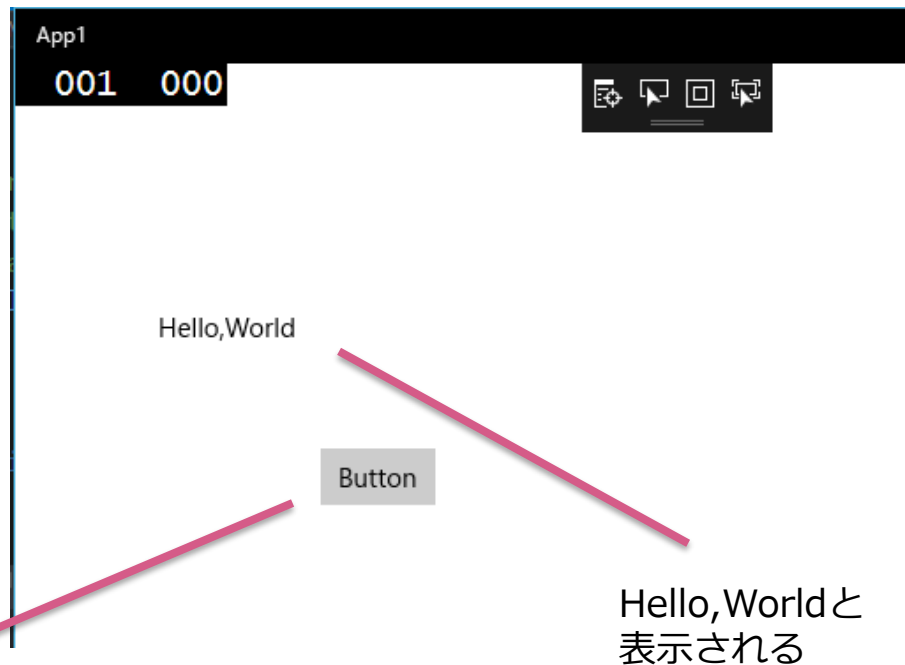 App1
001 000
Hello,World
Button
Hello,Worldと
表示される